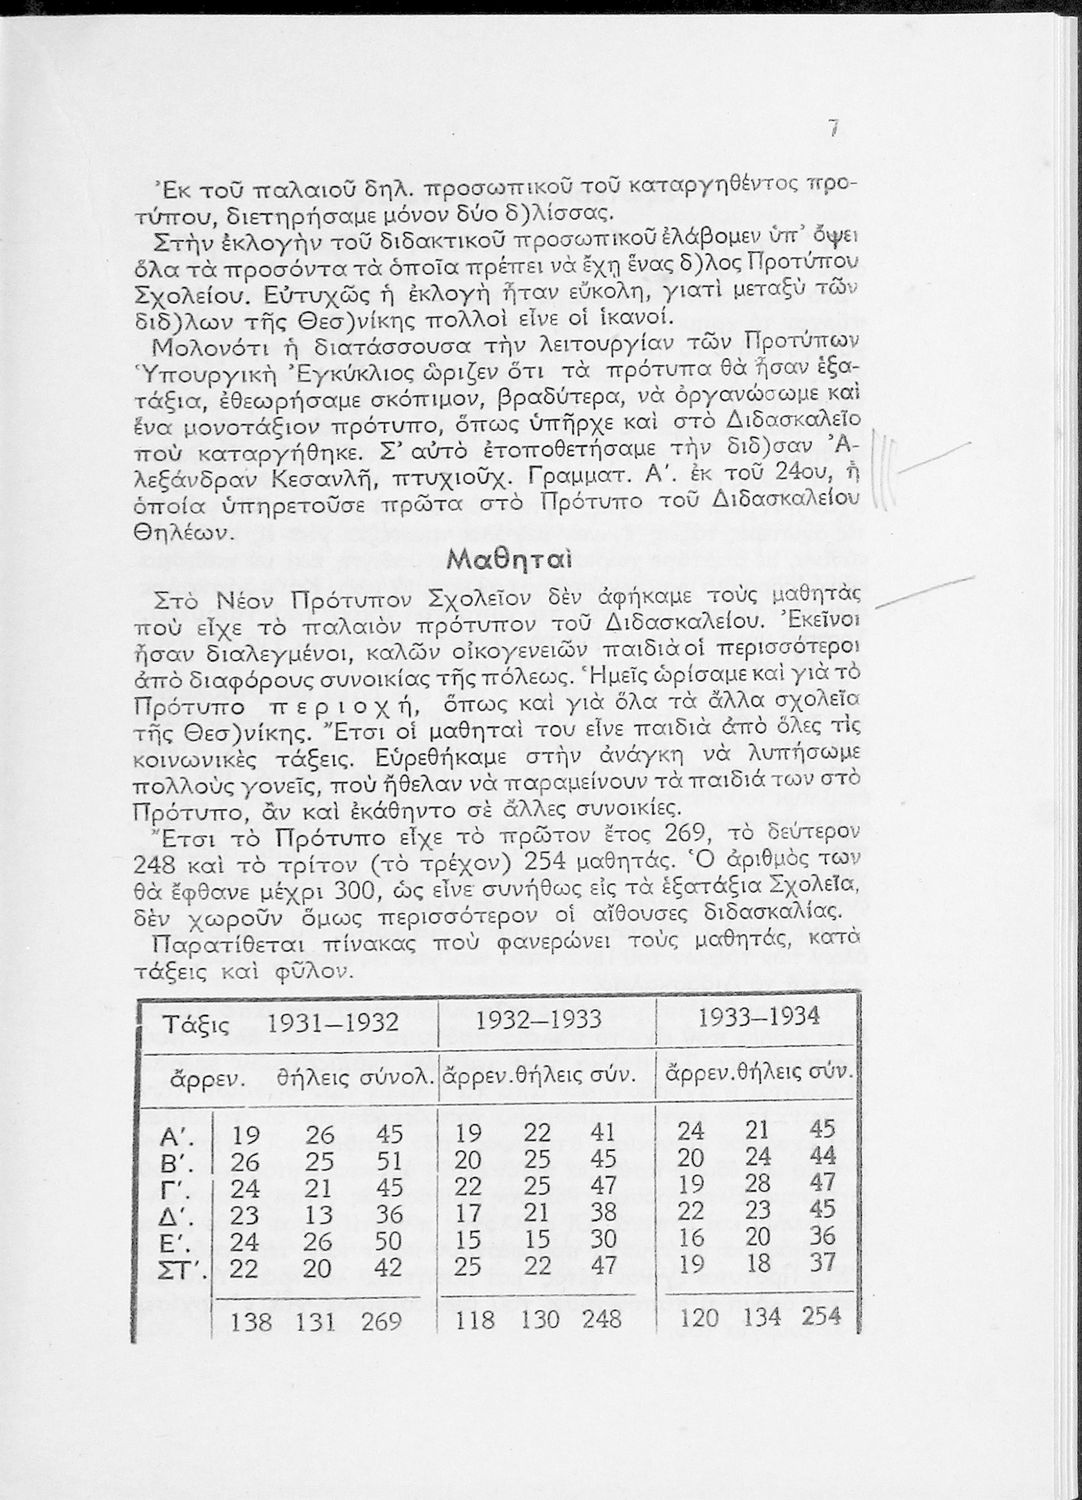 7
Ἐκ τοῦ παλαιοῦ δηλ. προσωπικοῦ τοῦ καταργηθέντος προ-
τύπου, διετηρήσαμε μόνον δύο δ)λίσσας.
Στὴν ἐκλογὴν τοῦ διδακτικοῦ προσωπικοῦ ἐλάβομεν ὑπ' ὄψει
ὅλα τὰ προσόντα τὰ ὁποῖα πρέπει νὰ ἔχῃ ἕνας δ)λος Προτύπου
Σχολείου. Εὐτυχῶς ἡ ἐκλογὴ ἦταν εὔκολη, γιατὶ μεταξὺ τῶν
διδ)λων τῆς Θεσ)νίκης πολλοὶ εἶνε οἱ ἱκανοί.
Μολονότι ἡ διατάσσουσα τὴν λειτουργίαν τῶν Προτύπων
Ὑπουργικὴ Ἐγκύκλιος ὥριζεν ὅτι τὰ πρότυπα θὰ ἦσαν ἑξα-
τάξια, ἐθεωρήσαμε σκόπιμον, βραδύτερα, νὰ ὀργανώσωμε καὶ
ἕνα μονοτάξιον πρότυπο, ὅπως ὑπῆρχε καὶ στὸ Διδασκαλεῖο
ποὺ καταργήθηκε. Σ' αὐτὸ ἐτοποθετήσαμε τὴν διδ)σαν Ἀ-
λεξάνδραν Κεσανλῆ, πτυχιοῦχ. Γραμματ. Α'. ἐκ τοῦ 24ου, ἡ
ὁποία ὑπηρετοῦσε πρῶτα στὸ Πρότυπο τοῦ Διδασκαλείου
Θηλέων.
Μαθηταὶ
Στὸ Νέον Πρότυπον Σχολεῖον δὲν ἀφήκαμε τοὺς μαθητὰς
ποὺ εἶχε τὸ παλαιὸν πρότυπον τοῦ Διδασκαλείου. Ἐκεῖνοι
ἦσαν διαλεγμένοι, καλῶν οἰκογενειῶν παιδιὰ οἱ περισσότεροι
ἀπὸ διαφόρους συνοικίας τῆς πόλεως. Ἡμεῖς ὡρίσαμε καὶ γιὰ τὸ
Πρότυπο π ε ρ ι ο χ ή, ὅπως καὶ γιὰ ὅλα τὰ ἄλλα σχολεῖα
τῆς Θεσ)νίκης. Ἔτσι οἱ μαθηταὶ του εἶνε παιδιὰ ἀπὸ ὅλες τὶς
κοινωνικὲς τάξεις. Εὑρεθήκαμε στὴν ἀνάγκη νὰ λυπήσωμε
πολλοὺς γονεῖς, ποὺ ἤθελαν νὰ παραμείνουν τὰ παιδιά των στὸ
Πρότυπο, ἂν καὶ ἐκάθηντο σὲ ἄλλες συνοικίες.
Ἔτσι τὸ Πρότυπο εἶχε τὸ πρῶτον ἔτος 269, τὸ δεύτερον
248 καὶ τὸ τρίτον (τὸ τρέχον) 254 μαθητάς. Ὁ ἀριθμὸς των
θὰ ἔφθανε μέχρι 300, ὡς εἶνε συνήθως εἰς τὰ ἑξατάξια Σχολεῖα,
δὲν χωροῦν ὅμως περισσότερον οἱ αἴθουσες διδασκαλίας.
Παρατίθεται πίνακας ποὺ φανερώνει τοὺς μαθητάς, κατὰ
τάξεις καὶ φῦλον.
Τάξις 1931—1932 1932—1933 1933—1934
ἄρρεν. θήλεις σύνολ. ἄρρεν. θήλεις σύν. ἄρρεν. θήλεις σύν.
Α'. 19 26 45 19 22 41 24 21 45
Β'. 26 25 51 20 25 45 20 24 44
Γ'. 24 21 45 22 25 47 19 28 47
Δ'. 23 13 36 17 21 38 22 23 45
Ε'. 24 26 50 15 15 30 16 20 36
ΣΤ'. 22 20 42 25 22 47 19 18 37
138 131 269 118 130 248 120 134 254